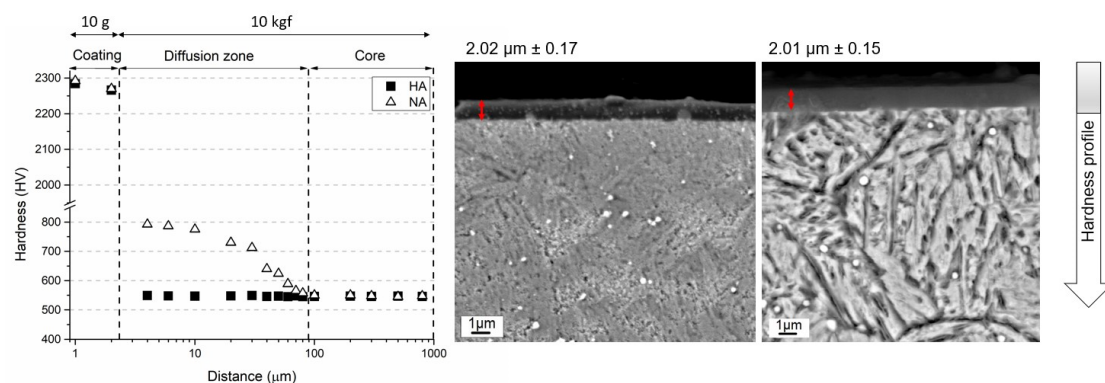 10 g
10 kgf
Coating
Diffusion zone
Core
HA
NA
2300
2200
2100
2000
800
700
600
500
400
1
10
100
1000
Hardness (HV)
Distance (μm)
2.02 μm ± 0.17
2.01 μm ± 0.15
1μm
1μm
Hardness profile